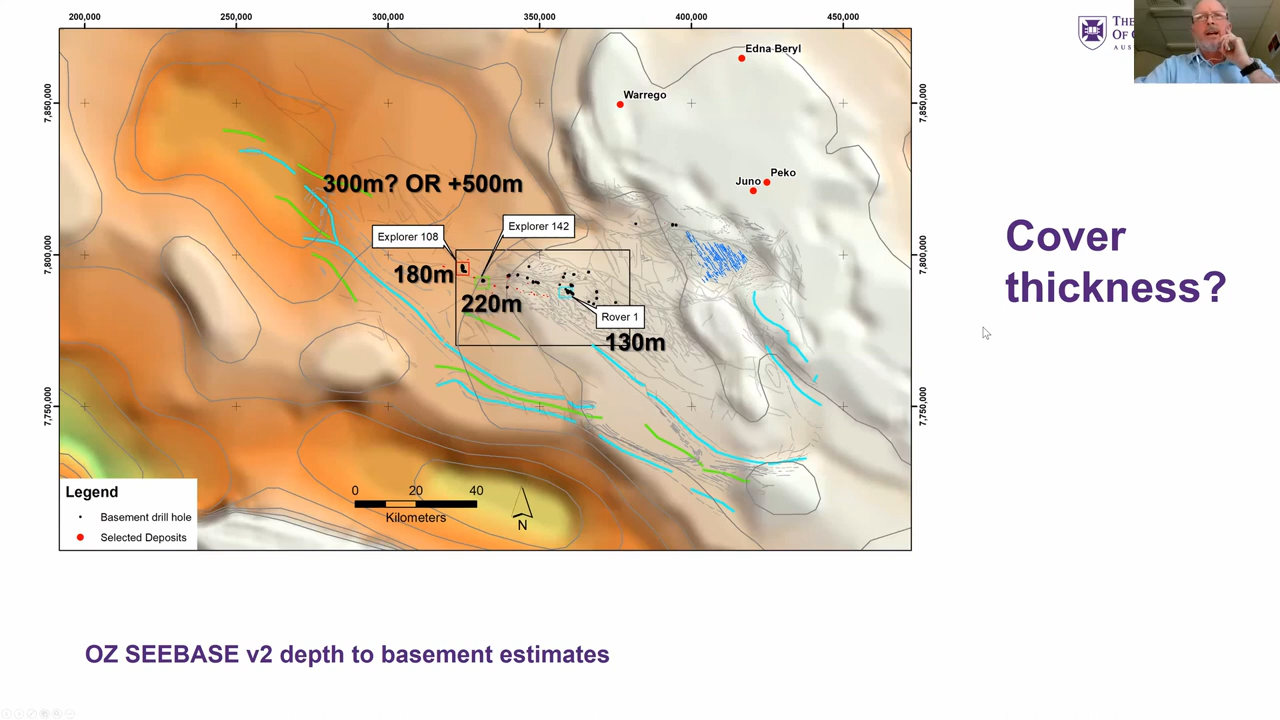 200,000
250,000
300,000
350,000
400,000
450,000
Edna Beryl
Warrego
7,850,000
7,850,000
Juno
Peko
300m? OR +500m
Explorer 142
Explorer 108
Cover
thickness?
7,800,000
7,800,000
180m
220m
Rover 1
130m
7,750,000
7,750,000
Legend
Basement drill hole
Selected Deposits
0
20
40
Kilometers
N
OZ SEEBASE v2 depth to basement estimates